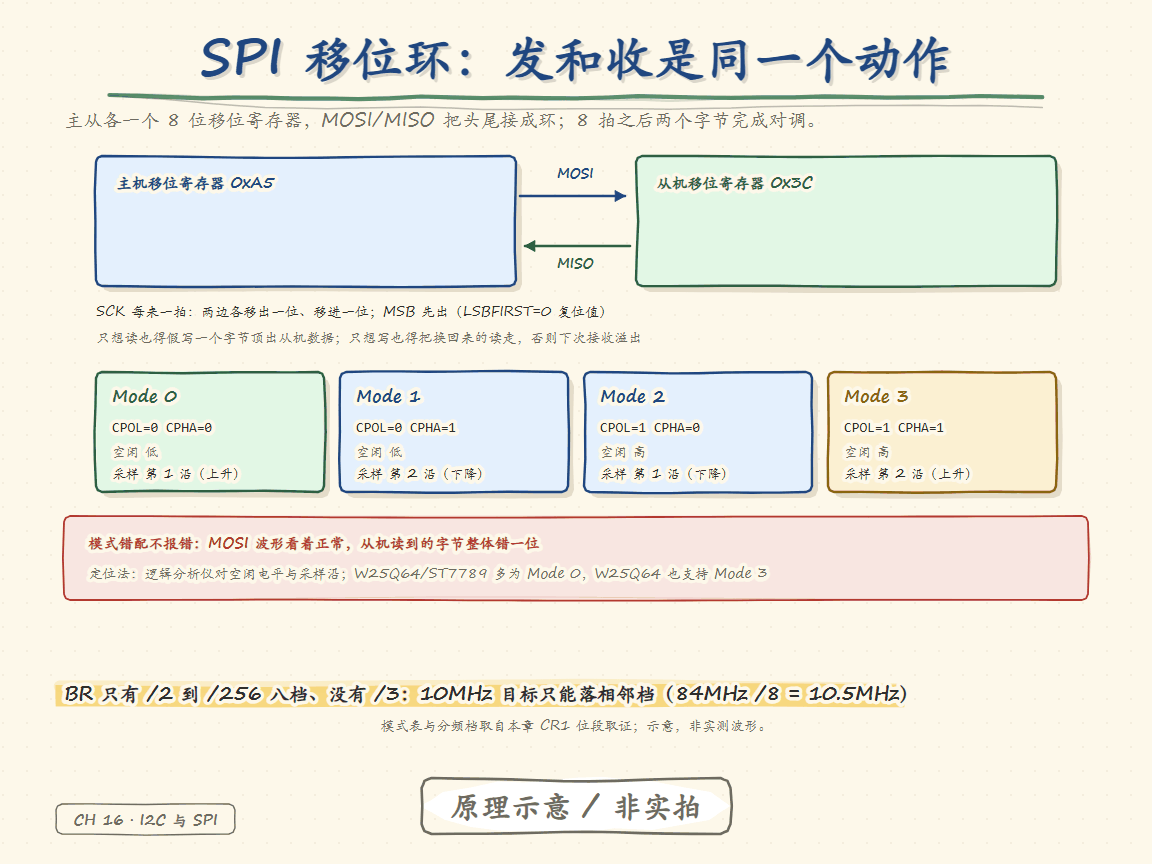 SPI 移位环：发和收是同一个动作
主从各一个 8 位移位寄存器，MOSI/MISO 把头尾接成环；8 拍之后两个字节完成对调。
主机移位寄存器 0xA5
MOSI
MISO
从机移位寄存器 0x3C
SCK 每来一拍：两边各移出一位、移进一位；MSB 先出（LSBFIRST=0 复位值）
只想读也得假写一个字节顶出从机数据；只想写也得把换回来的读走，否则下次接收溢出
Mode 0
CPOL=0 CPHA=0
空闲 低
采样 第 1 沿（上升）
Mode 1
CPOL=0 CPHA=1
空闲 低
采样 第 2 沿（下降）
Mode 2
CPOL=1 CPHA=0
空闲 高
采样 第 1 沿（下降）
Mode 3
CPOL=1 CPHA=1
空闲 高
采样 第 2 沿（上升）
模式错配不报错：MOSI 波形看着正常，从机读到的字节整体错一位
定位法：逻辑分析仪对空闲电平与采样沿；W25Q64/ST7789 多为 Mode 0，W25Q64 也支持 Mode 3
BR 只有 /2 到 /256 八档、没有 /3：10MHz 目标只能落相邻档（84MHz/8 = 10.5MHz）
模式表与分频档取自本章 CR1 位段取证；示意，非实测波形。
原理示意 / 非实拍
CH 16 · I2C 与 SPI